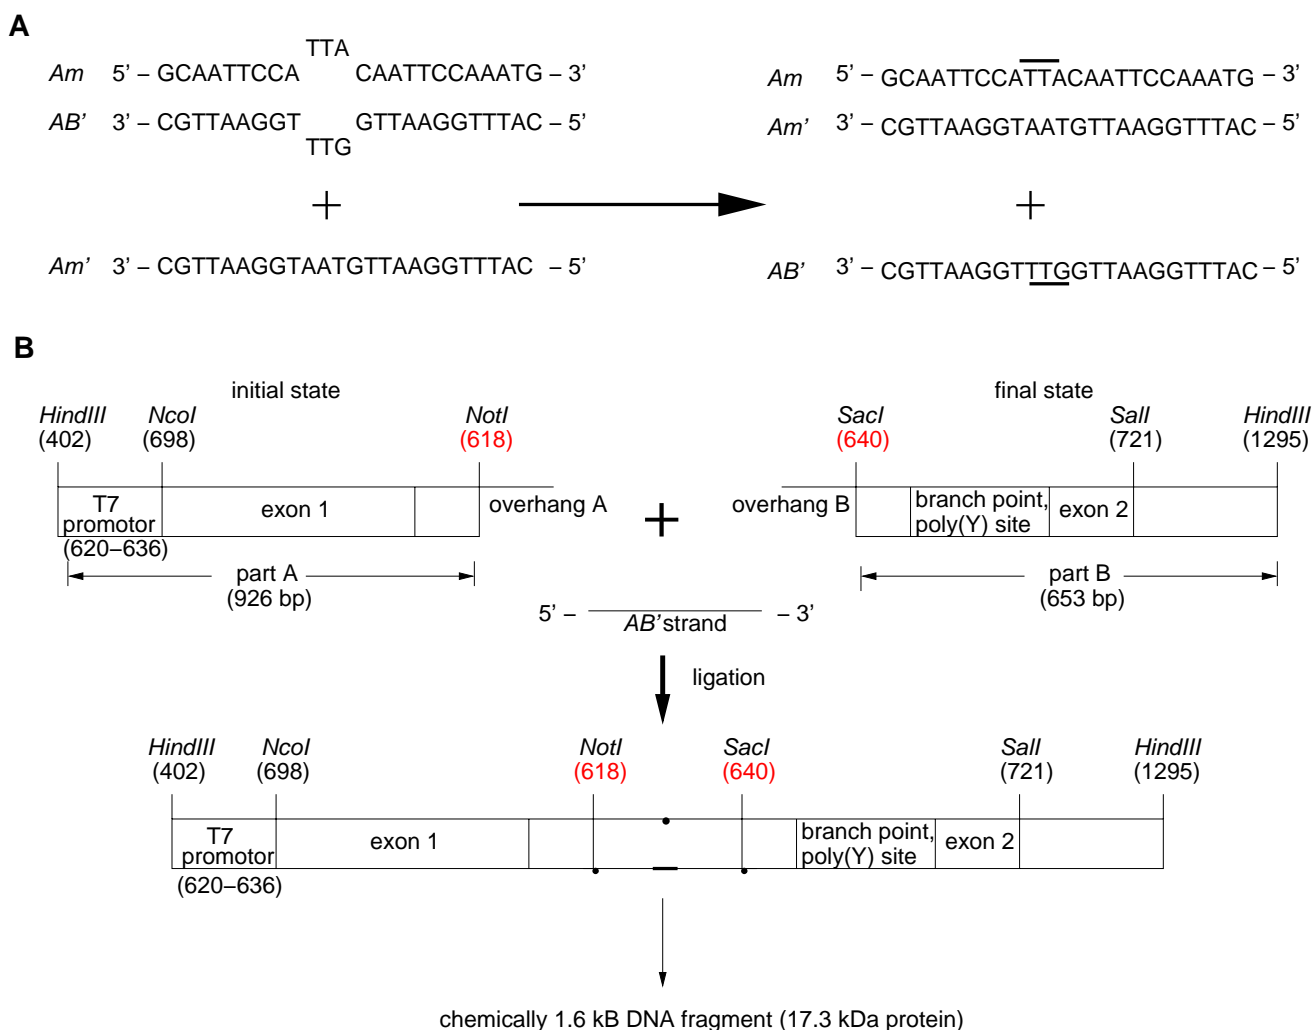 A
TTA
Am 5’ – GCAATTCCA CAATTCCAAATG – 3’
AB’ 3’ – CGTTAAGGT GTTAAGGTTTAC – 5’
TTG
+
Am’ 3’ – CGTTAAGGTAATGTTAAGGTTTAC – 5’
Am 5’ – GCAATTCCATTACAATTCCAAATG – 3’
Am’ 3’ – CGTTAAGGTAATGTTAAGGTTTAC – 5’
+
AB’ 3’ – CGTTAAGGTTTGGTTAAGGTTTAC – 5’
B
initial state
final state
HindIII NcoI NotI SacI SalI HindIII
(402) (698) (618) (640) (721) (1295)
T7
promotor
exon 1
overhang A
+
overhang B
branch point,
poly(Y) site
exon 2
(620–636)
part A
(926 bp)
part B
(653 bp)
5’ – AB’ strand – 3’
ligation
HindIII NcoI NotI SacI SalI HindIII
(402) (698) (618) (640) (721) (1295)
T7
promotor
exon 1
branch point,
poly(Y) site
exon 2
(620–636)
chemically 1.6 kB DNA fragment (17.3 kDa protein)